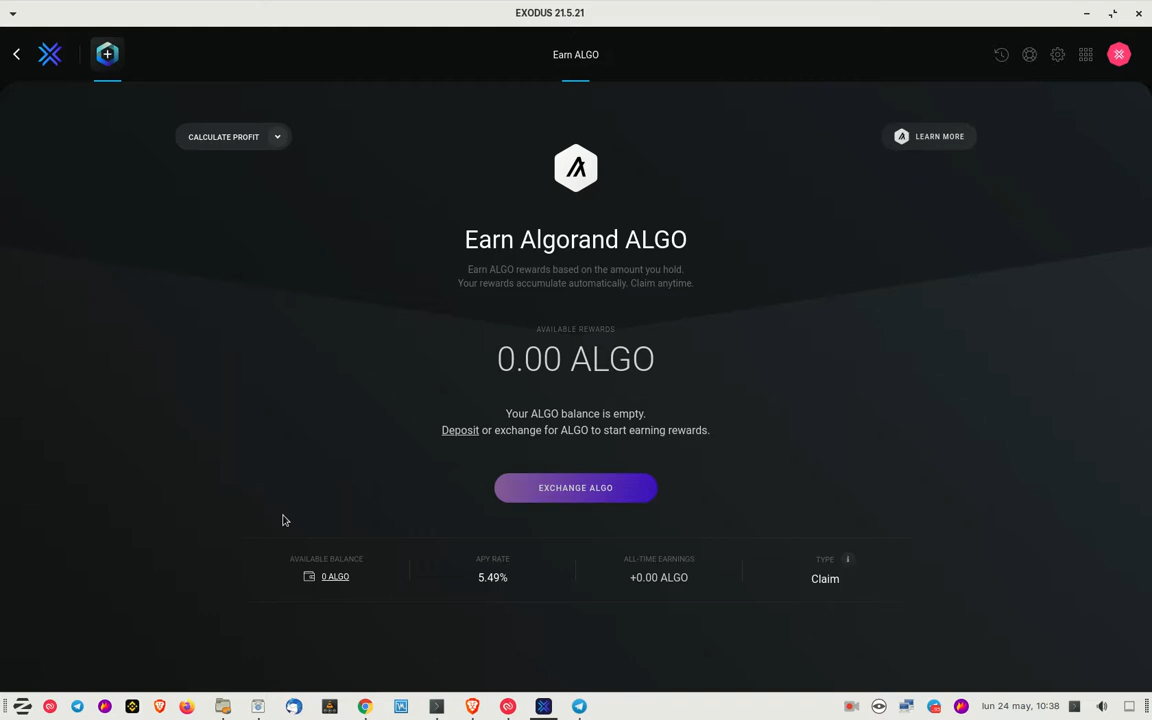 EXODUS 21.5.21
Earn ALGO
CALCULATE PROFIT
LEARN MORE
Earn Algorand ALGO
Earn ALGO rewards based on the amount you hold.
Your rewards accumulate automatically. Claim anytime.
AVAILABLE REWARDS
0.00 ALGO
Your ALGO balance is empty.
Deposit or exchange for ALGO to start earning rewards.
EXCHANGE ALGO
AVAILABLE BALANCE
0 ALGO
APY RATE
5.49%
ALL-TIME EARNINGS
+0.00 ALGO
TYPE
Claim
lun 24 may, 10:38